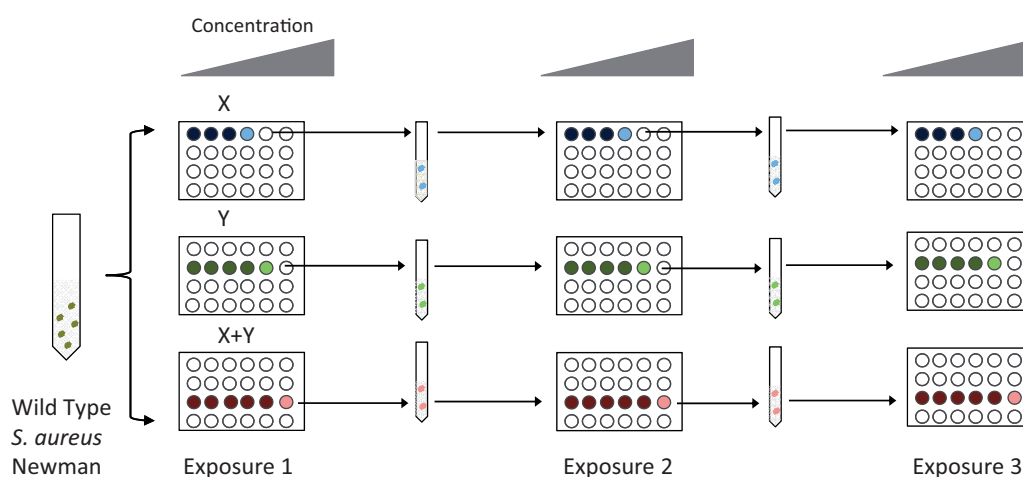 Concentration
X
Y
X+Y
Wild Type
S. aureus
Newman
Exposure 1
Exposure 2
Exposure 3